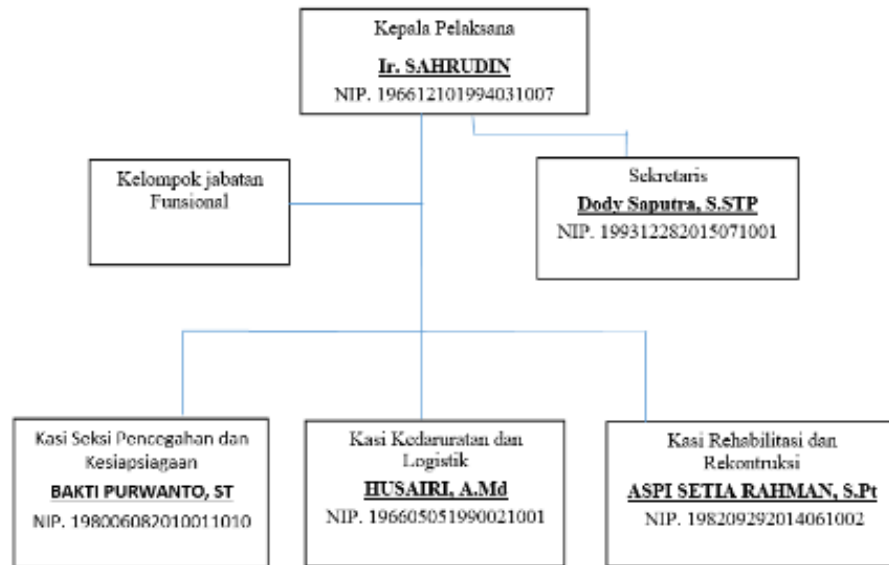 Kepala Pelaksana
Ir. SAHRUDIN
NIP. 196612101994031007
Kelompok jabatan
Funsional
Sekretaris
Dody Saputra, S.STP
NIP. 199312282015071001
Kasi Seksi Pencegahan dan
Kesiapsiagaan
BAKTI PURWANTO, ST
NIP. 198006082010011010
Kasi Kedaruratan dan
Logistik
HUSAIRI, A.Md
NIP. 196605051990021001
Kasi Rehabilitasi dan
Rekontruksi
ASPI SETIA RAHMAN, S.Pt
NIP. 198209292014061002